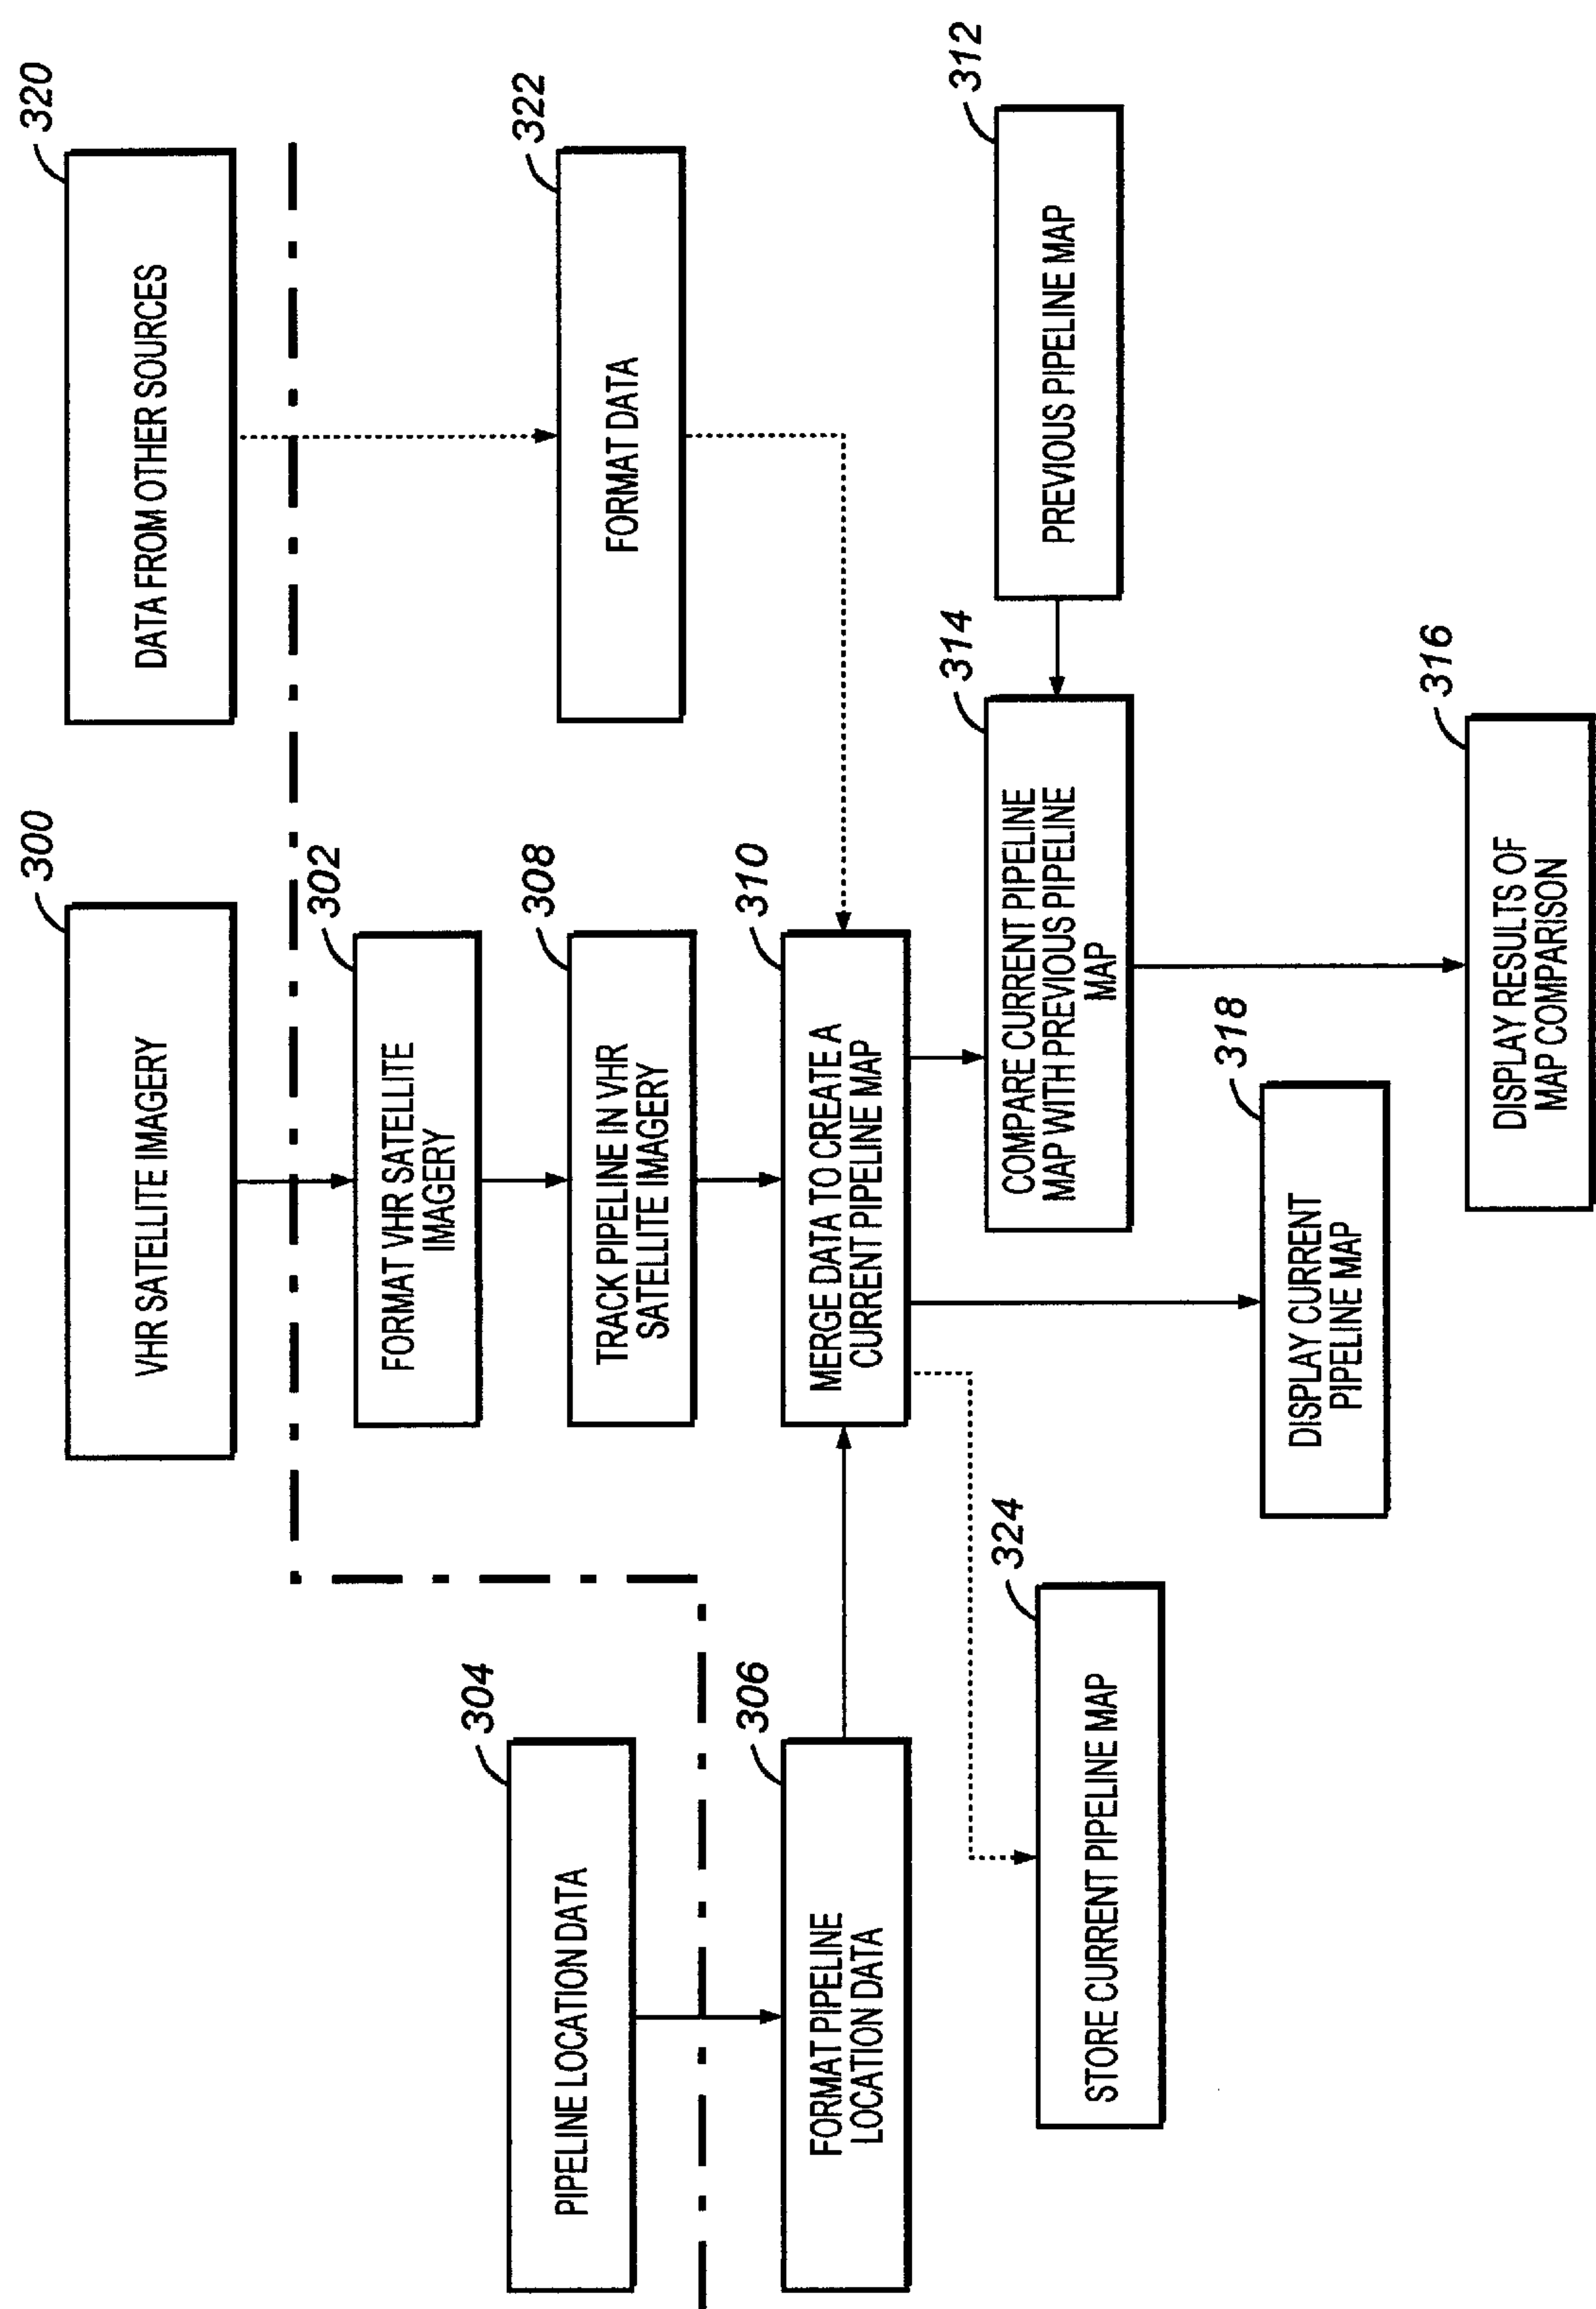 300
VHR SATELLITE IMAGERY
320
DATA FROM OTHER SOURCES
302
FORMAT VHR SATELLITE
IMAGERY
304
PIPELINE LOCATION DATA
308
TRACK PIPELINE IN VHR
SATELLITE IMAGERY
322
FORMAT DATA
306
FORMAT PIPELINE
LOCATION DATA
310
MERGE DATA TO CREATE A
CURRENT PIPELINE MAP
314
COMPARE CURRENT PIPELINE
MAP WITH PREVIOUS PIPELINE
MAP
312
PREVIOUS PIPELINE MAP
324
STORE CURRENT PIPELINE MAP
318
DISPLAY CURRENT
PIPELINE MAP
316
DISPLAY RESULTS OF
MAP COMPARISON